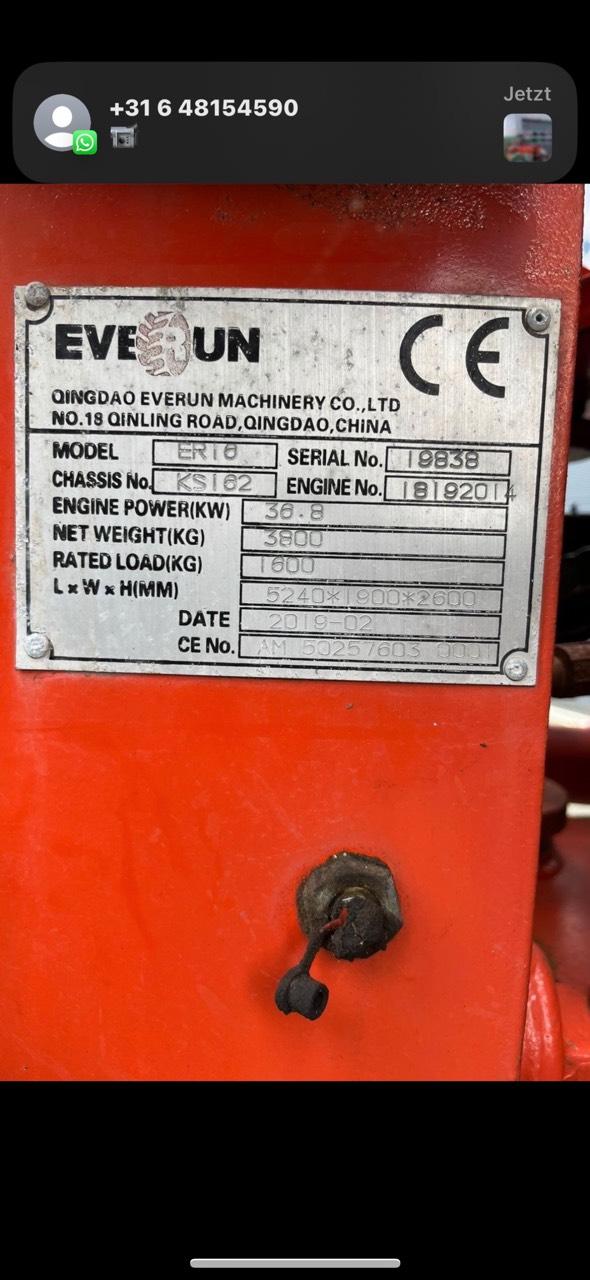 +31 6 48154590
Jetzt
EVERUN
CE
QINGDAO EVERUN MACHINERY CO.,LTD
NO.18 QINLING ROAD,QINGDAO,CHINA
MODEL ER16 SERIAL No. 19838
CHASSIS No. KS162 ENGINE No. 18192014
ENGINE POWER(KW) 36.8
NET WEIGHT(KG) 3800
RATED LOAD(KG) 1600
L x W x H(MM) 5240*1900*2600
DATE 2019-02
CE No. AM 50257603 0001